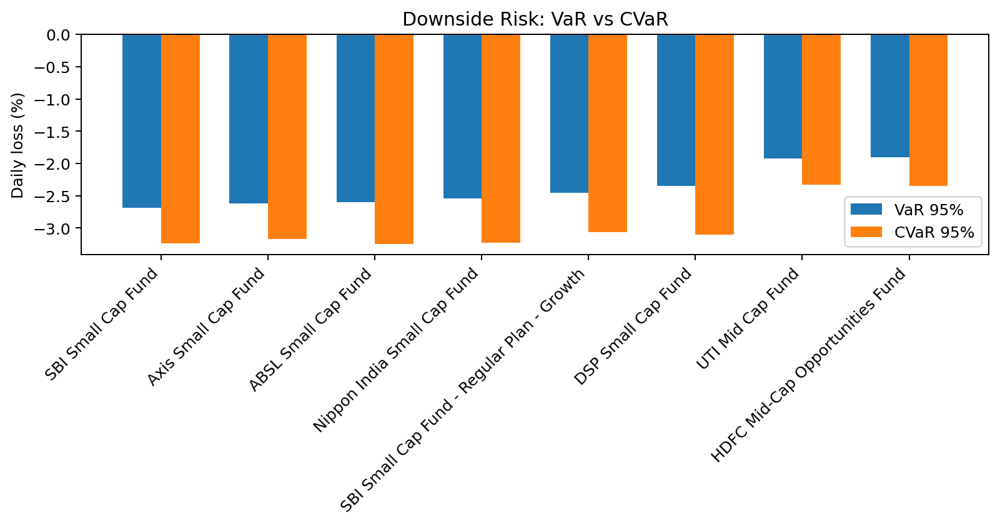 Downside Risk: VaR vs CVaR
Daily loss (%)
0.0
−0.5
−1.0
−1.5
−2.0
−2.5
−3.0
VaR 95%
CVaR 95%
SBI Small Cap Fund
Axis Small Cap Fund
ABSL Small Cap Fund
Nippon India Small Cap Fund
SBI Small Cap Fund - Regular Plan - Growth
DSP Small Cap Fund
UTI Mid Cap Fund
HDFC Mid-Cap Opportunities Fund